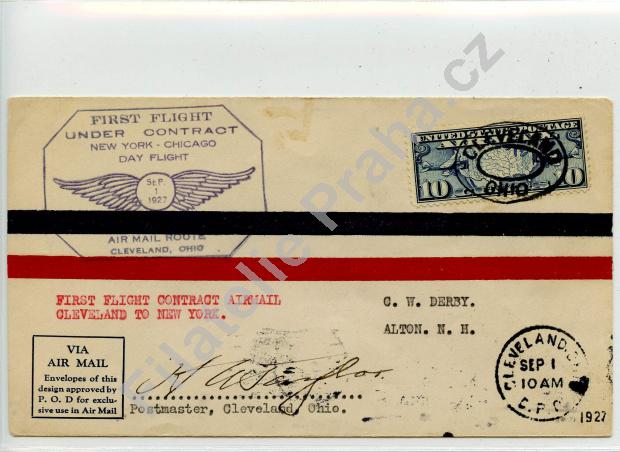 FIRST FLIGHT
UNDER CONTRACT
NEW YORK - CHICAGO
DAY FLIGHT
SEP.
1
1927
AIR MAIL ROUTE
CLEVELAND, OHIO
UNITED STATES POSTAGE
10 10
CLEVELAND
OHIO
FIRST FLIGHT CONTRACT AIRMAIL
CLEVELAND TO NEW YORK.
C. W. DERBY.
ALTON. N. H.
VIA
AIR MAIL
Envelopes of this
design approved by
P. O. D for exclu-
sive use in Air Mail
Postmaster, Cleveland, Ohio.
CLEVELAND, O.
SEP 1
10 AM
1927
Filatelie Praha.cz